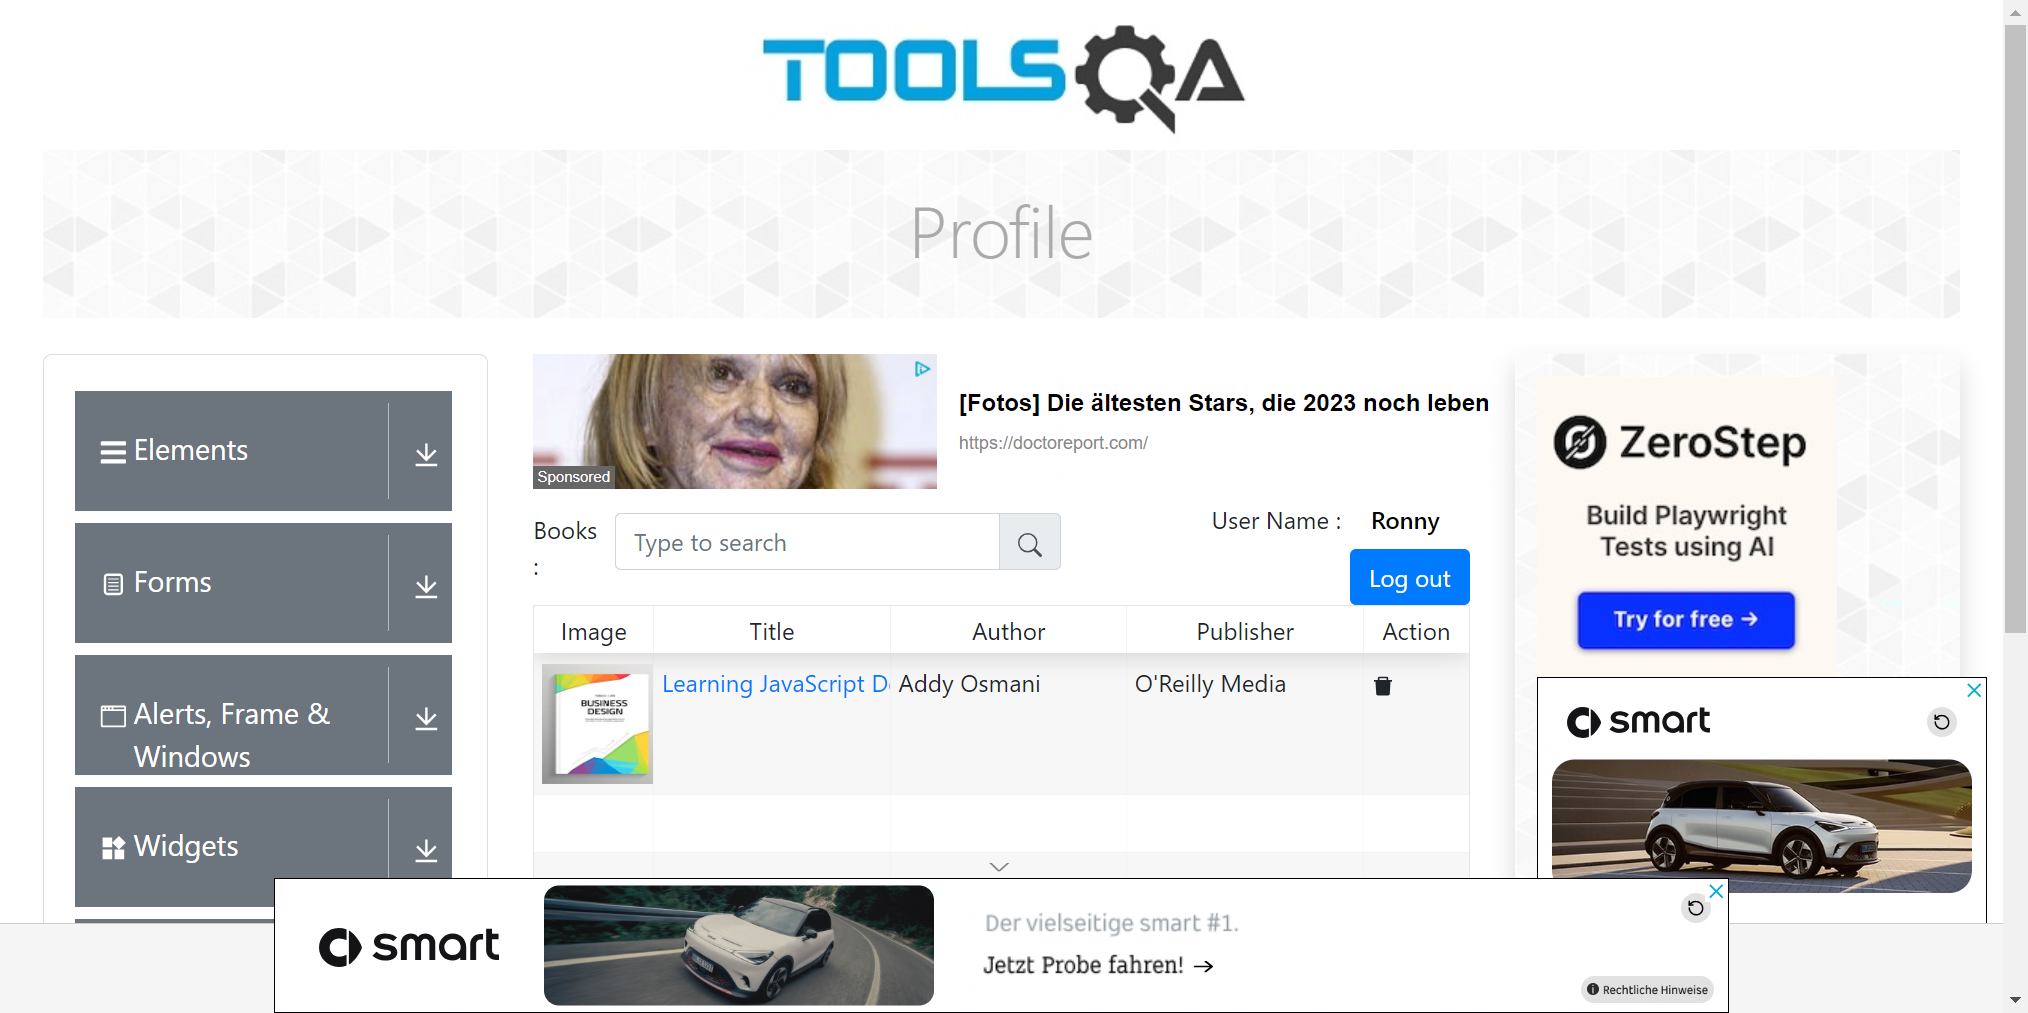 TOOLSQA
Profile
Elements
Forms
Alerts, Frame &
Windows
Widgets
Sponsored
[Fotos] Die ältesten Stars, die 2023 noch leben
https://doctoreport.com/
Books
:
Type to search
User Name :
Ronny
Log out
Image
Title
Author
Publisher
Action
BUSINESS
DESIGN
Learning JavaScript D
Addy Osmani
O'Reilly Media
ZeroStep
Build Playwright
Tests using AI
Try for free →
smart
smart
Der vielseitige smart #1.
Jetzt Probe fahren! →
Rechtliche Hinweise